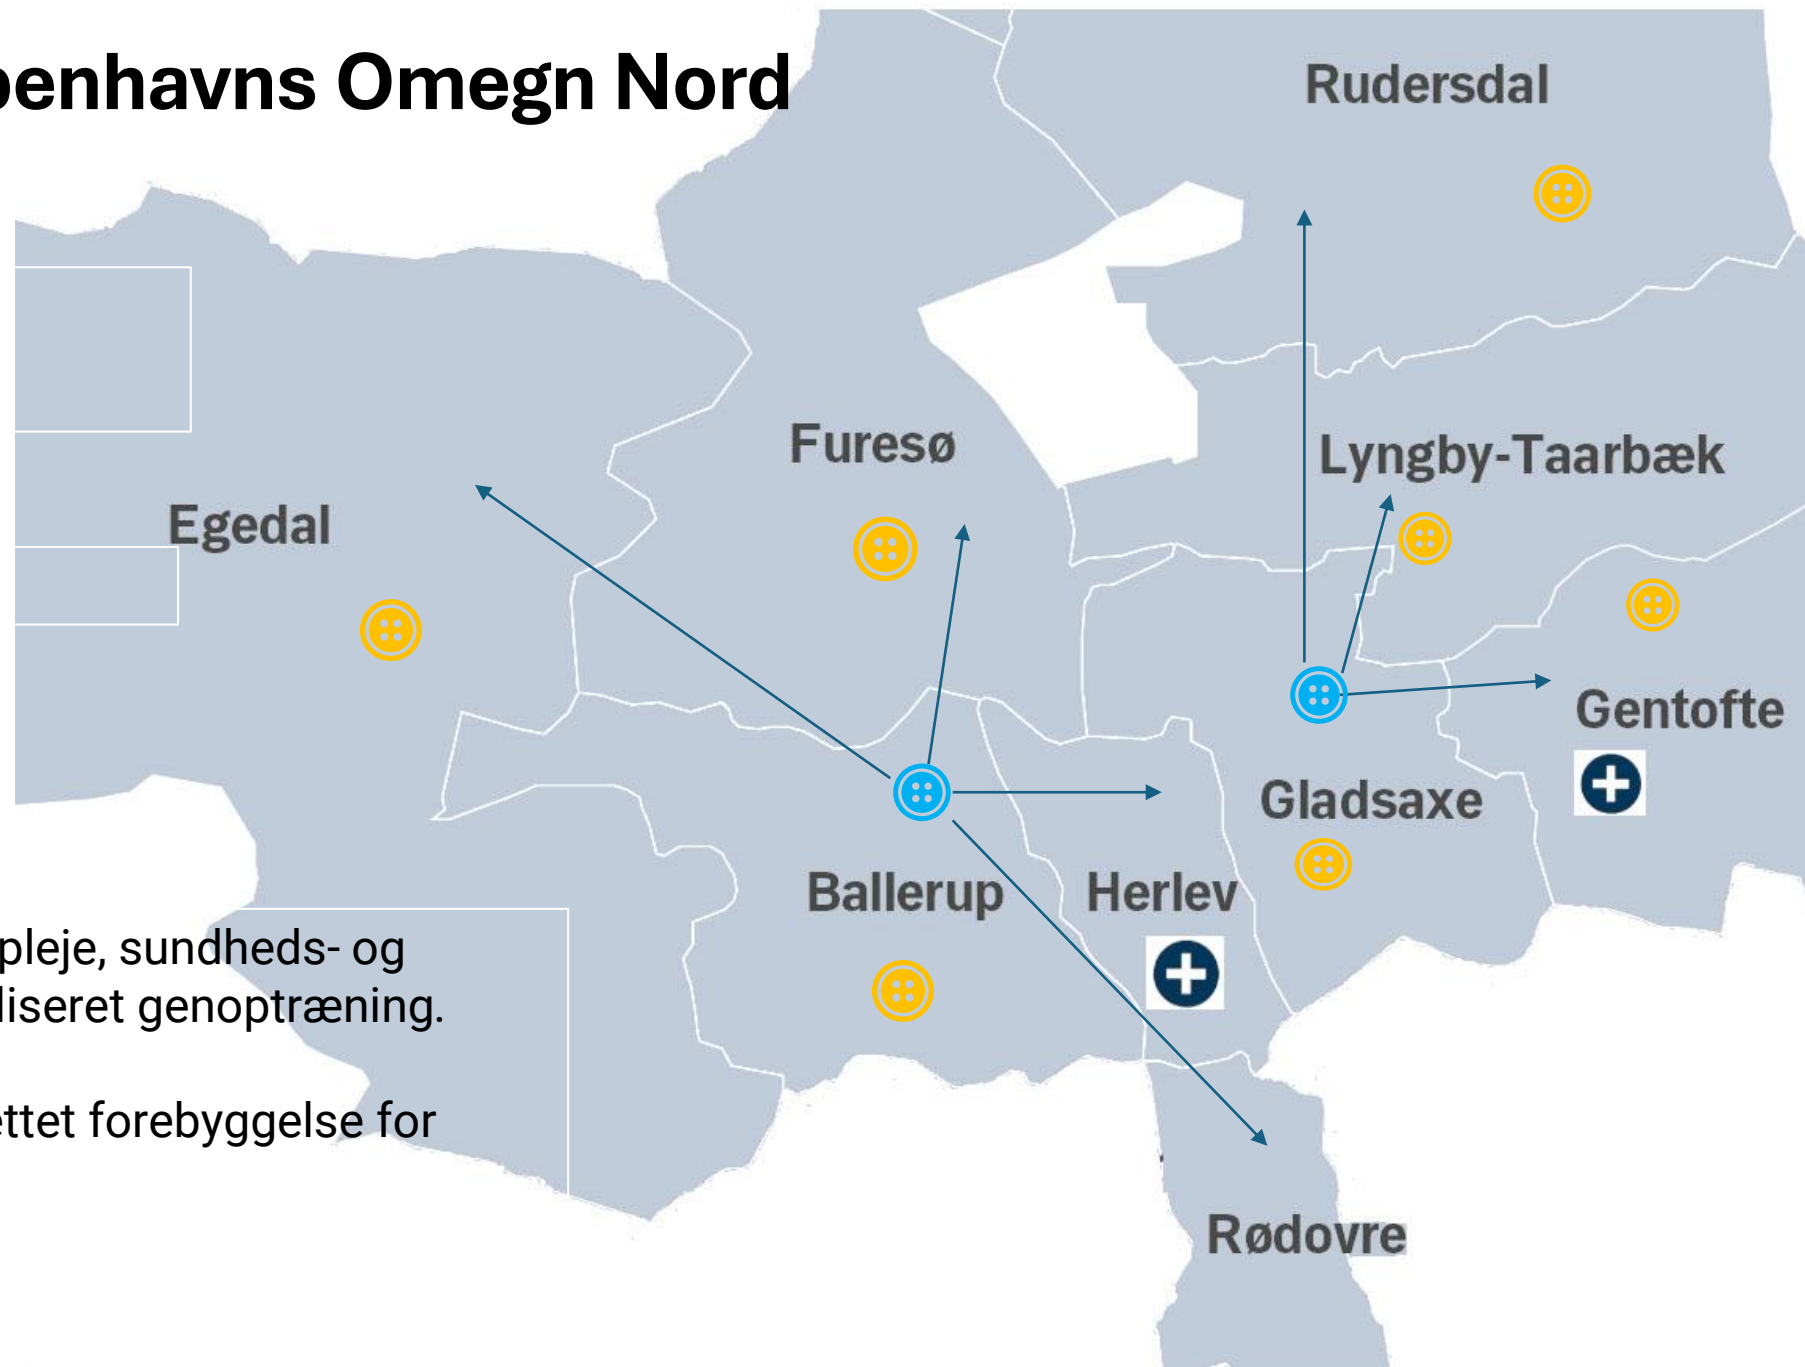 benhavns Omegn Nord
Rudersdal
Furesø
Lyngby-Taarbæk
Egedal
Gentofte
Gladsaxe
Ballerup
Herlev
pleje, sundheds- og
liseret genoptræning.
ettet forebyggelse for
Rødovre